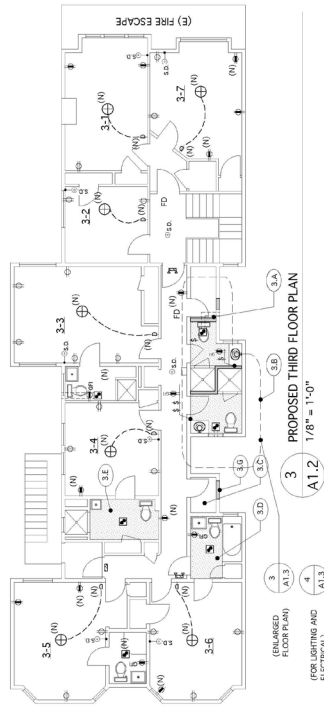 (E) FIRE ESCAPE
3-1
(N)
S.D.
3-7
(N)
S.D.
(N)
(N)
3-2
(N)
S.D.
FD
S.D.
3-3
(N)
S.D.
FD
(N)
3-4
(N)
S.D.
(N)
S.D.
3.E
(N)
3-5
(N)
(N)
S.D.
3-6
(N)
S.D.
(N)
3.A
3.B
3.C
3.G
3.D
3
A1.2
PROPOSED THIRD FLOOR PLAN
1/8" = 1'-0"
3
A1.3
(ENLARGED
FLOOR PLAN)
4
A1.3
(FOR LIGHTING AND
ELECTRICAL)